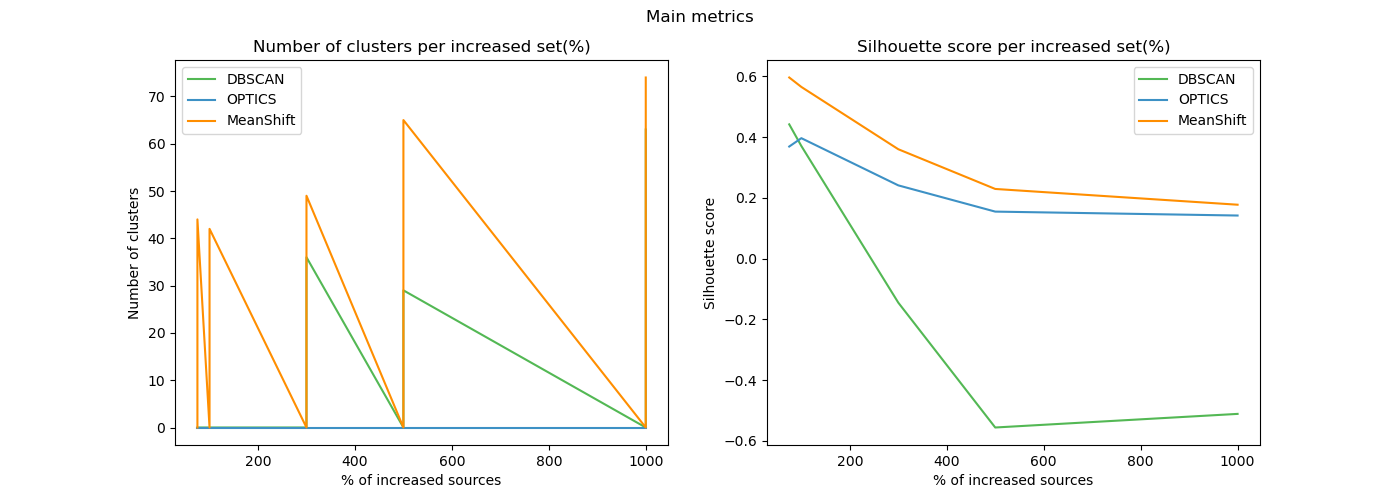 Main metrics
Number of clusters per increased set(%)
DBSCAN
OPTICS
MeanShift
Number of clusters
70
60
50
40
30
20
10
0
200 400 600 800 1000
% of increased sources
Silhouette score per increased set(%)
DBSCAN
OPTICS
MeanShift
Silhouette score
0.6
0.4
0.2
0.0
−0.2
−0.4
−0.6
200 400 600 800 1000
% of increased sources